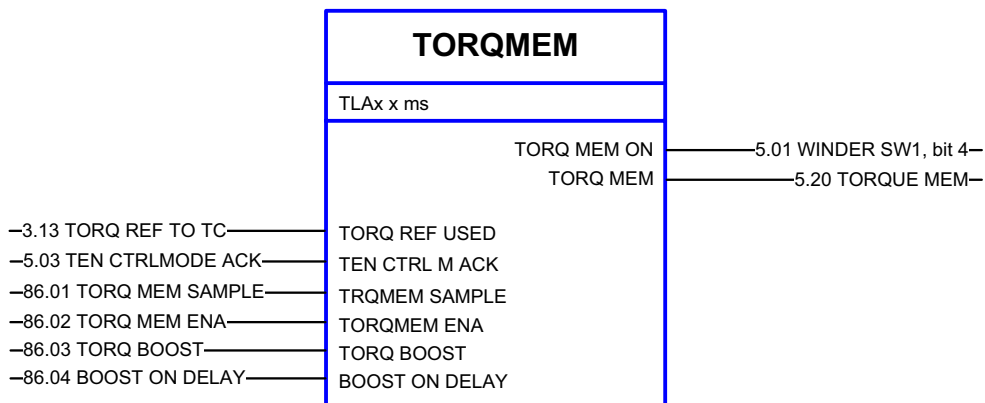 TORQMEM
TLAx x ms
TORQ MEM ON 5.01 WINDER SW1, bit 4
TORQ MEM 5.20 TORQUE MEM
3.13 TORQ REF TO TC TORQ REF USED
5.03 TEN CTRLMODE ACK TEN CTRL M ACK
86.01 TORQ MEM SAMPLE TRQMEM SAMPLE
86.02 TORQ MEM ENA TORQMEM ENA
86.03 TORQ BOOST TORQ BOOST
86.04 BOOST ON DELAY BOOST ON DELAY